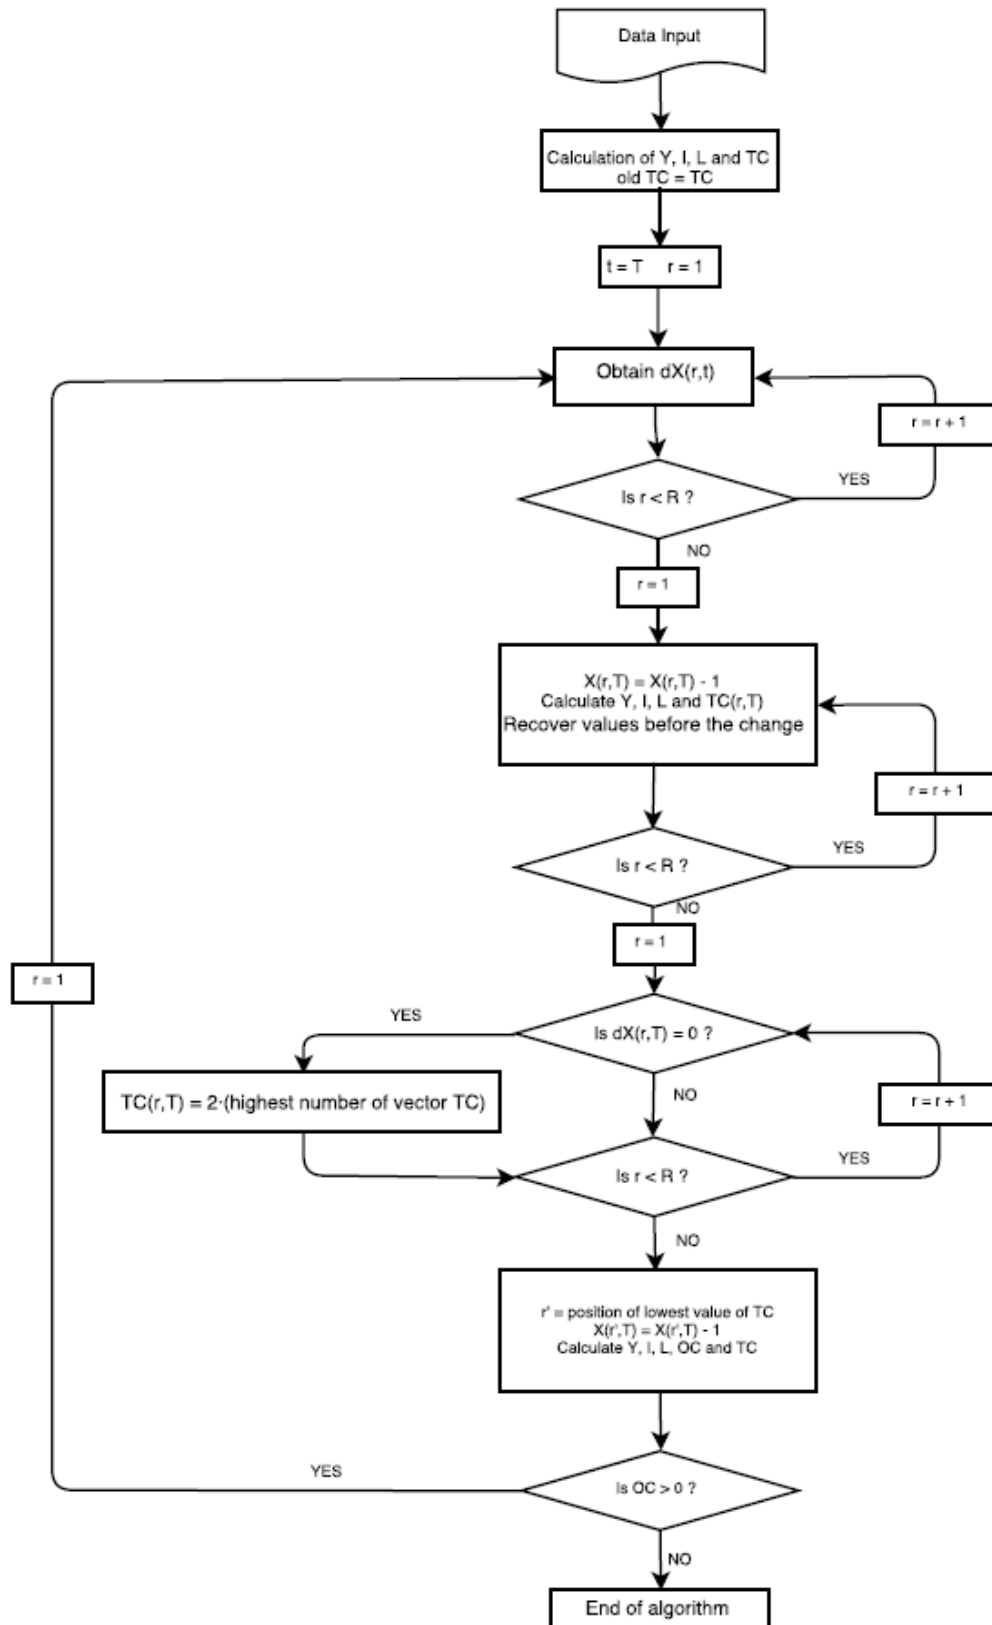 Data Input
Calculation of Y, I, L and TC
old TC = TC
t = T r = 1
Obtain dX(r,t)
r = r + 1
YES
Is r < R ?
NO
r = 1
X(r,T) = X(r,T) - 1
Calculate Y, I, L and TC(r,T)
Recover values before the change
r = r + 1
YES
Is r < R ?
NO
r = 1
r = 1
YES
Is dX(r,T) = 0 ?
TC(r,T) = 2·(highest number of vector TC)
NO
r = r + 1
YES
Is r < R ?
NO
r' = position of lowest value of TC
X(r',T) = X(r',T) - 1
Calculate Y, I, L, OC and TC
YES
Is OC > 0 ?
NO
End of algorithm